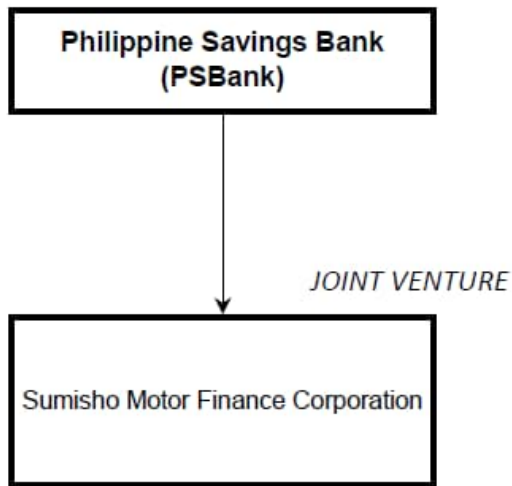 Philippine Savings Bank
(PSBank)
JOINT VENTURE
Sumisho Motor Finance Corporation